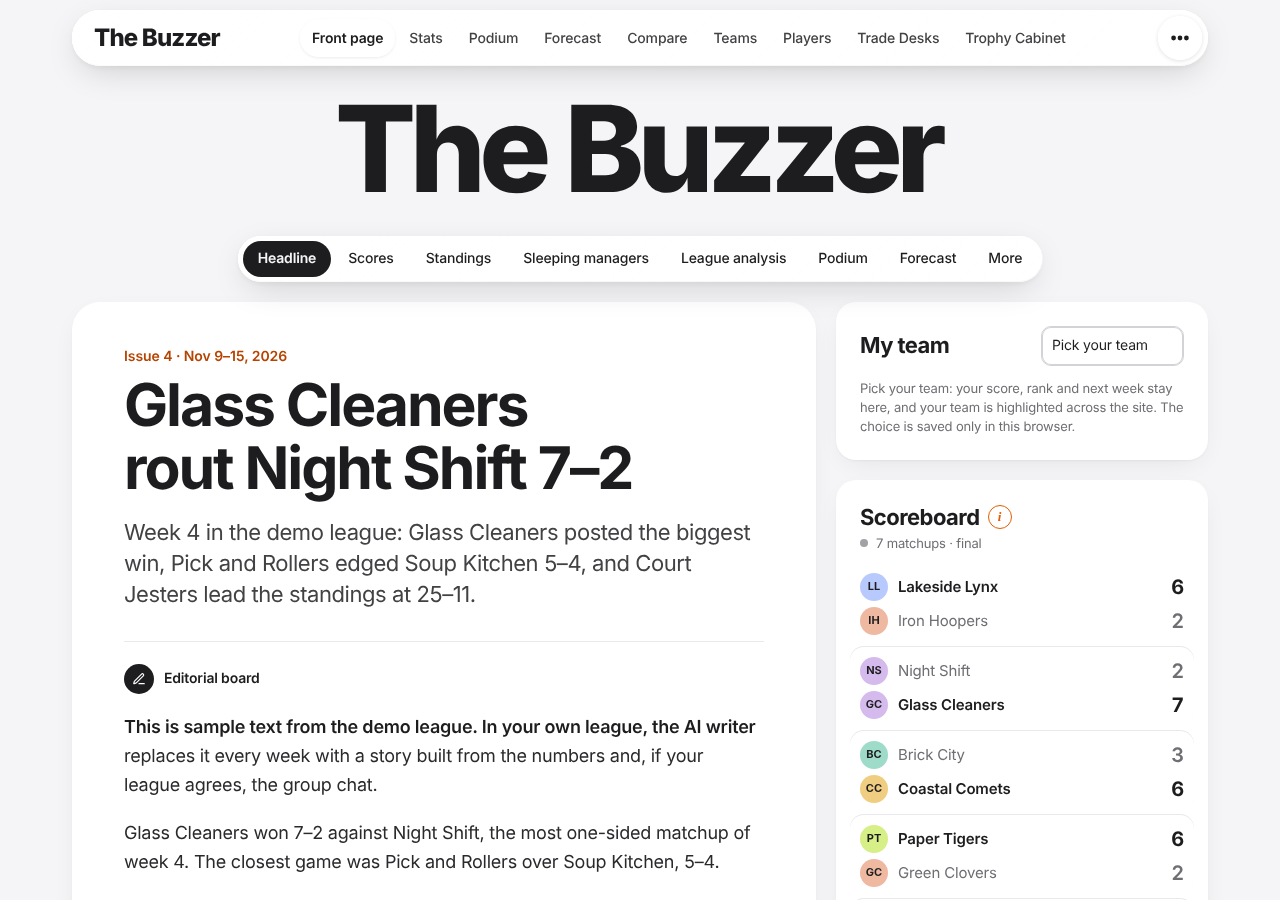 The Buzzer
Front page
Stats
Podium
Forecast
Compare
Teams
Players
Trade Desks
Trophy Cabinet
The Buzzer
Headline
Scores
Standings
Sleeping managers
League analysis
Podium
Forecast
More
Issue 4 · Nov 9–15, 2026
Glass Cleaners
rout Night Shift 7–2
Week 4 in the demo league: Glass Cleaners posted the biggest
win, Pick and Rollers edged Soup Kitchen 5–4, and Court
Jesters lead the standings at 25–11.
Editorial board
This is sample text from the demo league. In your own league, the AI writer
replaces it every week with a story built from the numbers and, if your
league agrees, the group chat.
Glass Cleaners won 7–2 against Night Shift, the most one-sided matchup of
week 4. The closest game was Pick and Rollers over Soup Kitchen, 5–4.
My team
Pick your team
Pick your team: your score, rank and next week stay
here, and your team is highlighted across the site. The
choice is saved only in this browser.
Scoreboard i
7 matchups · final
LL Lakeside Lynx 6
IH Iron Hoopers 2
NS Night Shift 2
GC Glass Cleaners 7
BC Brick City 3
CC Coastal Comets 6
PT Paper Tigers 6
GC Green Clovers 2